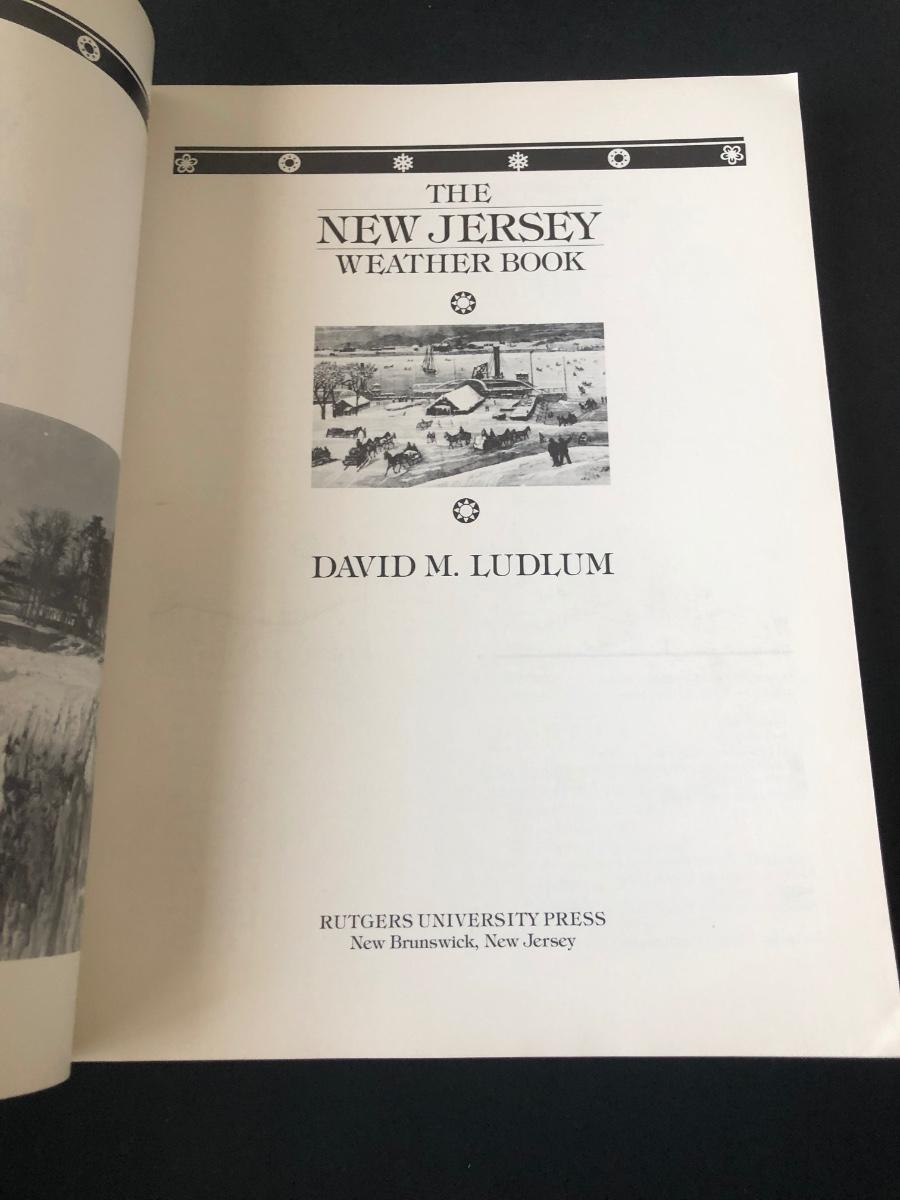 THE
NEW JERSEY
WEATHER BOOK
DAVID M. LUDLUM
RUTGERS UNIVERSITY PRESS
New Brunswick, New Jersey